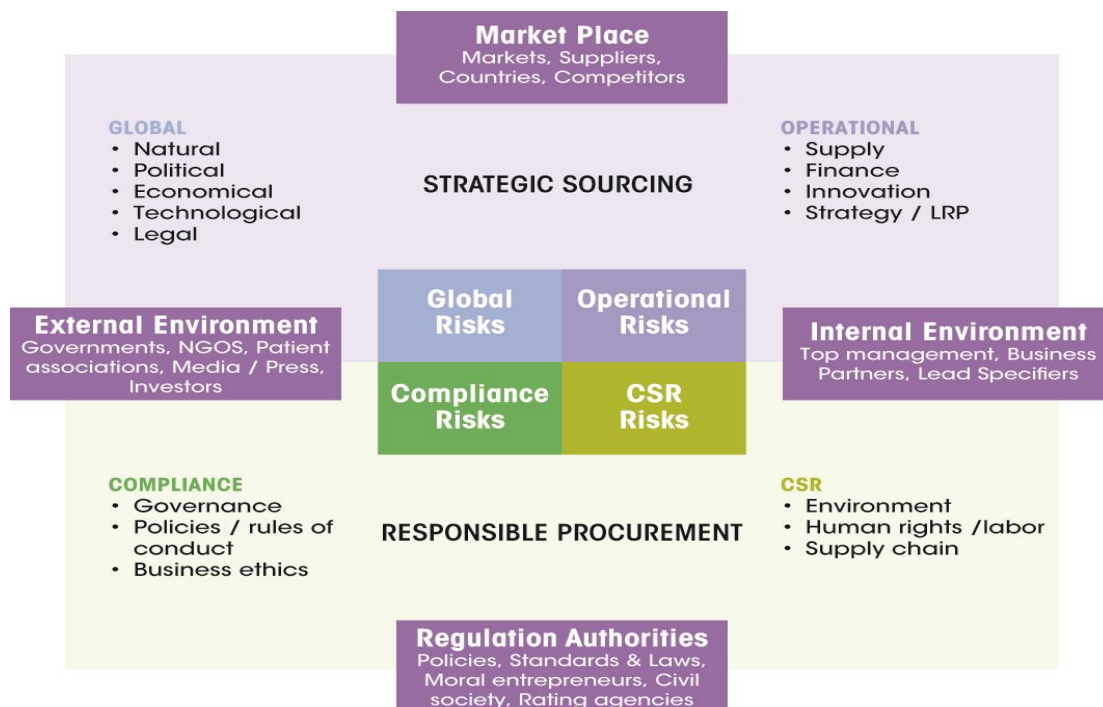 Market Place
Markets, Suppliers,
Countries, Competitors
GLOBAL
• Natural
• Political
• Economical
• Technological
• Legal
STRATEGIC SOURCING
OPERATIONAL
• Supply
• Finance
• Innovation
• Strategy / LRP
External Environment
Governments, NGOS, Patient
associations, Media / Press,
Investors
Global
Risks
Operational
Risks
Compliance
Risks
CSR
Risks
Internal Environment
Top management, Business
Partners, Lead Specifiers
COMPLIANCE
• Governance
• Policies / rules of
conduct
• Business ethics
RESPONSIBLE PROCUREMENT
CSR
• Environment
• Human rights /labor
• Supply chain
Regulation Authorities
Policies, Standards & Laws,
Moral entrepreneurs, Civil
society, Rating agencies